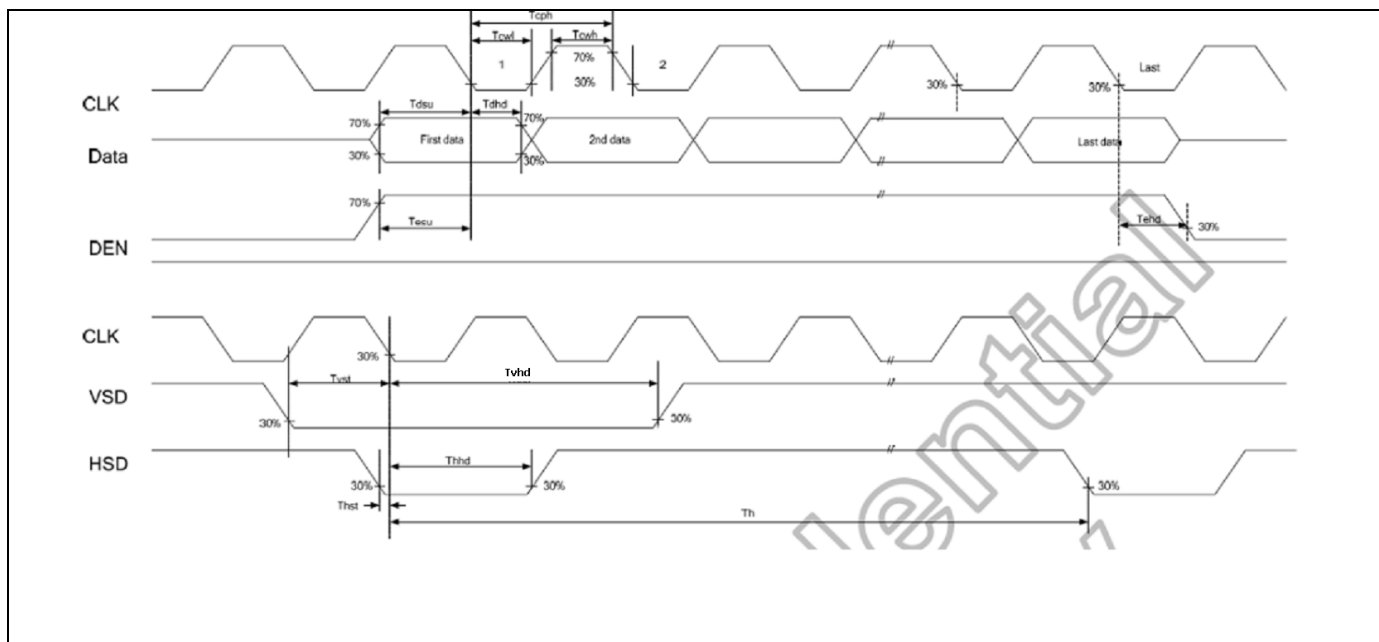 Tcph
Tcwl
Tcwh
1
70%
2
30%
30%
30%
Last
CLK
Tdsu
Tdhd
70%
70%
First data
2nd data
Last data
Data
30%
30%
70%
Tesu
Tehd
30%
DEN
CLK
30%
Tvst
Tvhd
VSD
30%
30%
HSD
Thhd
30%
30%
30%
Thst
Th
lential